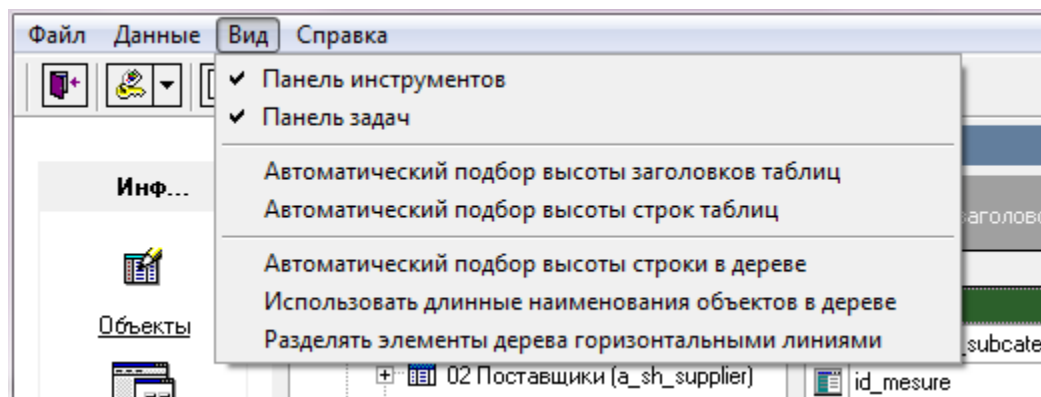 Файл Данные Вид Справка
Панель инструментов
Панель задач
Автоматический подбор высоты заголовков таблиц
Инф...
Автоматический подбор высоты строк таблиц
Автоматический подбор высоты строки в дереве
Использовать длинные наименования объектов в дереве
Объекты
Разделять элементы дерева горизонтальными линиями
02 Поставщики (a_sh_supplier)
id_mesure